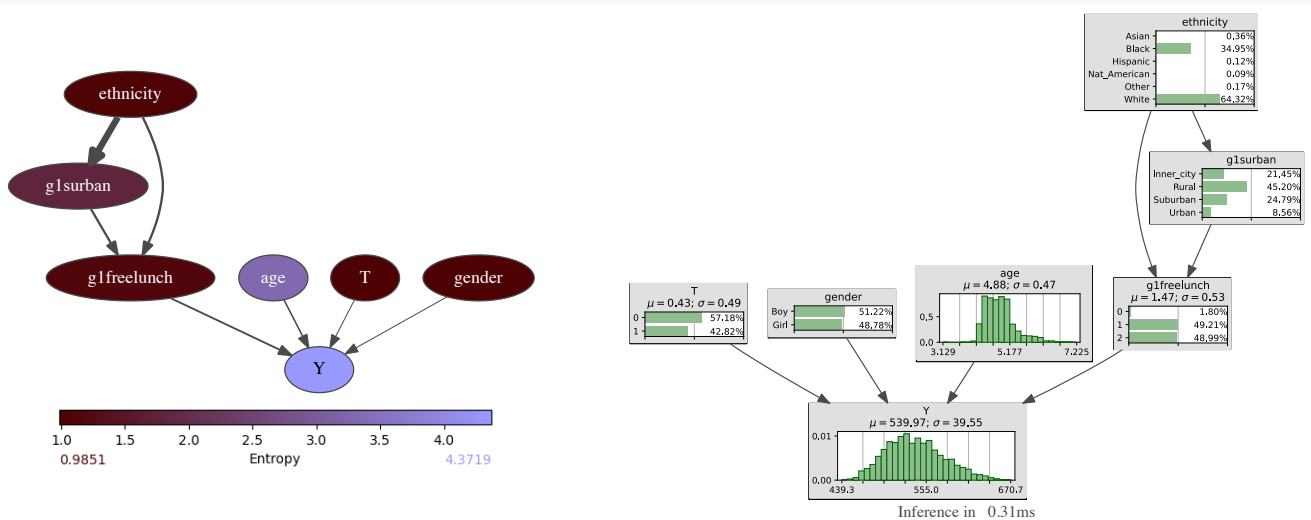 ethnicity
g1surban
g1freelunch
age
T
gender
Y
1.0 1.5 2.0 2.5 3.0 3.5 4.0
0.9851 Entropy 4.3719
ethnicity
Asian 0.36%
Black 34.95%
Hispanic 0.12%
Nat_American 0.09%
Other 0.17%
White 64.32%
g1surban
Inner_city 21.45%
Rural 45.20%
Suburban 24.79%
Urban 8.56%
T
μ = 0.43; σ = 0.49
0 57.18%
1 42.82%
gender
Boy 51.22%
Girl 48.78%
age
μ = 4.88; σ = 0.47
0.5
0.0
3.129 5.177 7.225
g1freelunch
μ = 1.47; σ = 0.53
0 1.80%
1 49.21%
2 48.99%
Y
μ = 539.97; σ = 39.55
0.01
0.00
439.3 555.0 670.7
Inference in 0.31ms